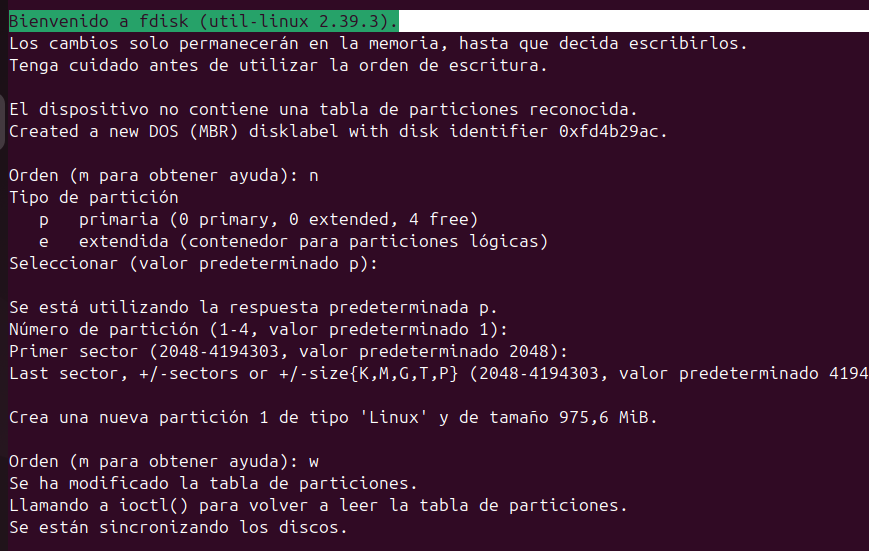 Bienvenido a fdisk (util-linux 2.39.3).
Los cambios solo permanecerán en la memoria, hasta que decida escribirlos.
Tenga cuidado antes de utilizar la orden de escritura.
El dispositivo no contiene una tabla de particiones reconocida.
Created a new DOS (MBR) disklabel with disk identifier 0xfd4b29ac.
Orden (m para obtener ayuda): n
Tipo de partición
p   primaria (0 primary, 0 extended, 4 free)
e   extendida (contenedor para particiones lógicas)
Seleccionar (valor predeterminado p):
Se está utilizando la respuesta predeterminada p.
Número de partición (1-4, valor predeterminado 1):
Primer sector (2048-4194303, valor predeterminado 2048):
Last sector, +/-sectors or +/-size{K,M,G,T,P} (2048-4194303, valor predeterminado 4194
Crea una nueva partición 1 de tipo 'Linux' y de tamaño 975,6 MiB.
Orden (m para obtener ayuda): w
Se ha modificado la tabla de particiones.
Llamando a ioctl() para volver a leer la tabla de particiones.
Se están sincronizando los discos.